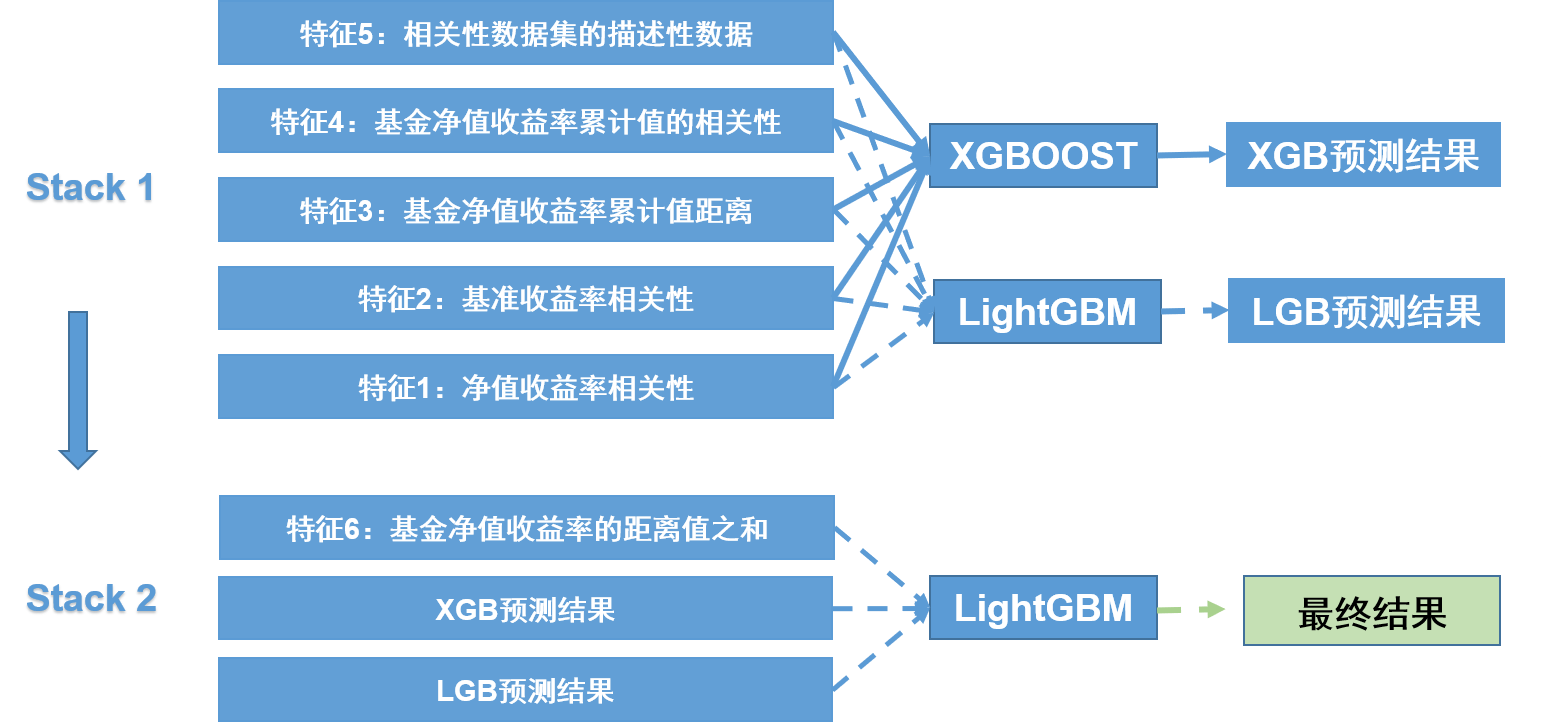 特征5：相关性数据集的描述性数据
特征4：基金净值收益率累计值的相关性
XGBOOST
XGB预测结果
Stack 1
特征3：基金净值收益率累计值距离
特征2：基准收益率相关性
LightGBM
LGB预测结果
特征1：净值收益率相关性
特征6：基金净值收益率的距离值之和
Stack 2
XGB预测结果
LightGBM
最终结果
LGB预测结果